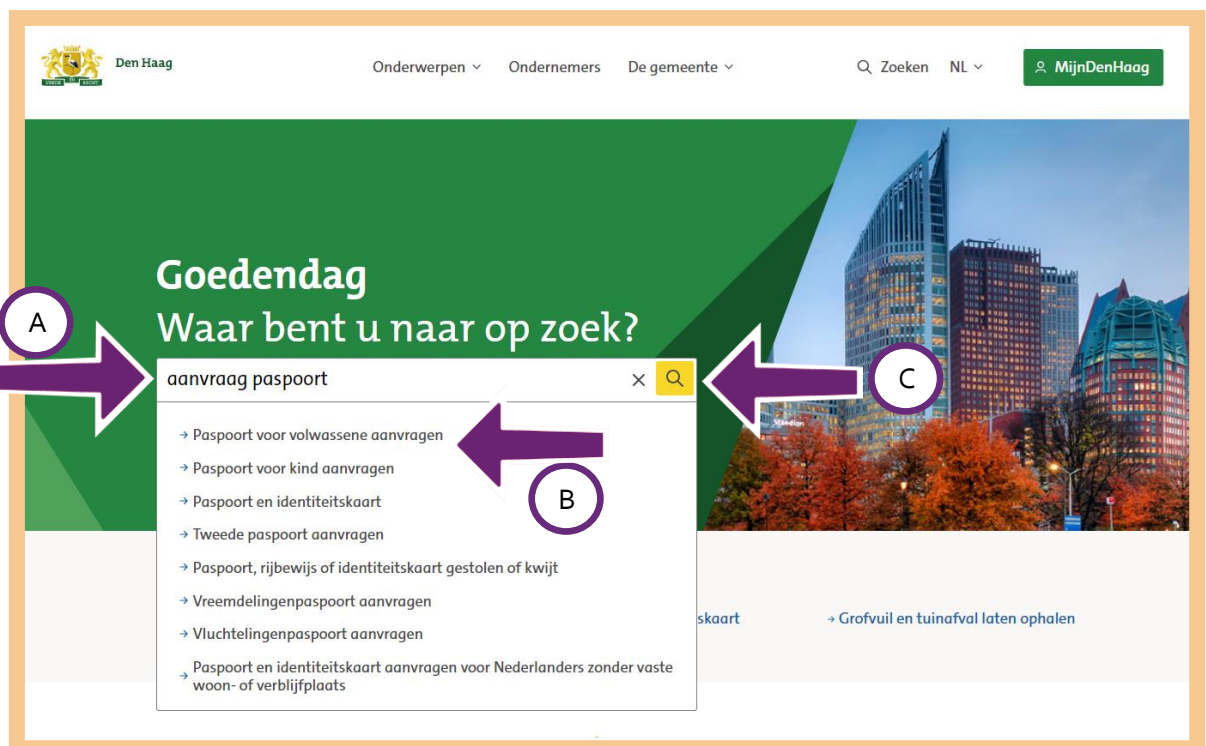 Den Haag
Onderwerpen
Ondernemers
De gemeente
Zoeken
NL
MijnDenHaag
VREDE EN RECHT
Goedendag
Waar bent u naar op zoek?
A
aanvraag paspoort
C
→ Paspoort voor volwassene aanvragen
→ Paspoort voor kind aanvragen
→ Paspoort en identiteitskaart
B
→ Tweede paspoort aanvragen
→ Paspoort, rijbewijs of identiteitskaart gestolen of kwijt
→ Vreemdelingenpaspoort aanvragen
→ Vluchtelingenpaspoort aanvragen
→ Paspoort en identiteitskaart aanvragen voor Nederlanders zonder vaste
woon- of verblijfplaats
skaart
→ Grofvuil en tuinafval laten ophalen